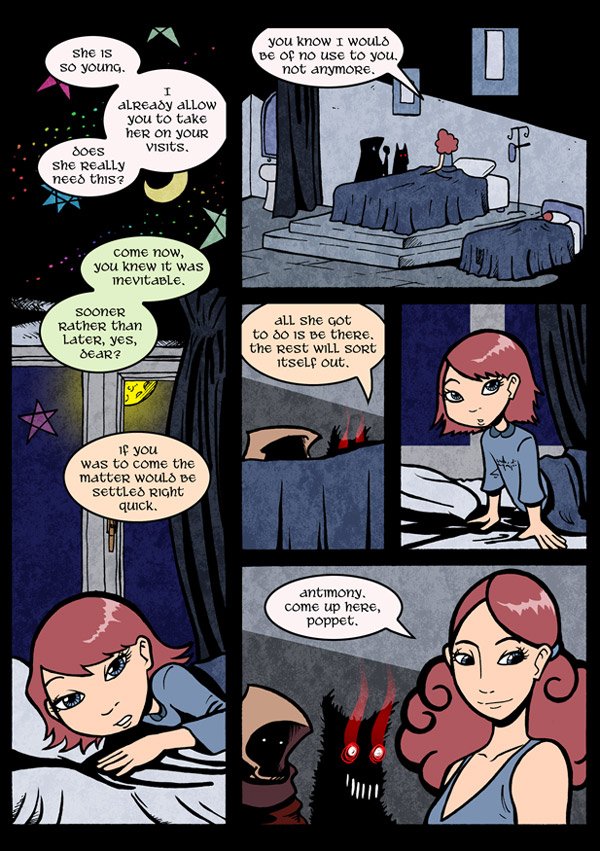 She is
so young.
I
already allow
you to take
her on your
visits.
Does
she really
need this?
Come now,
you knew it was
inevitable.
Sooner
rather than
later, yes,
dear?
If you
was to come the
matter would be
settled right
quick.
You know I would
be of no use to you.
Not anymore.
All she got
to do is be there.
The rest will sort
itself out.
Antimony.
Come up here,
poppet.